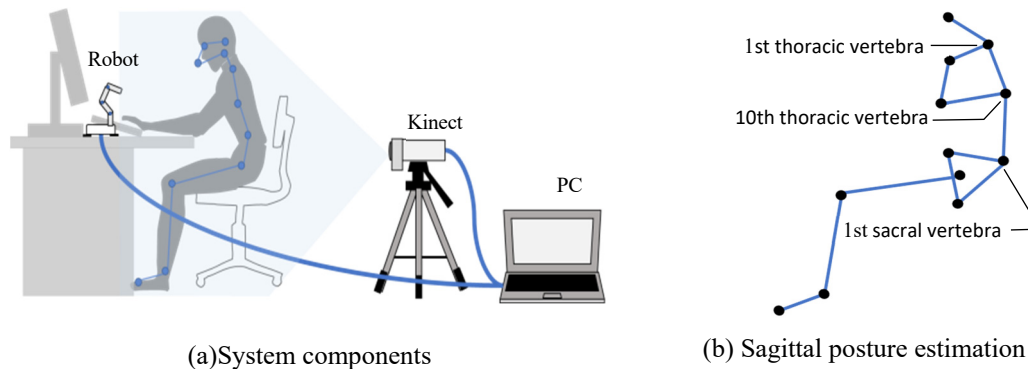 Robot
Kinect
PC
(a)System components
1st thoracic vertebra
10th thoracic vertebra
1st sacral vertebra
(b) Sagittal posture estimation